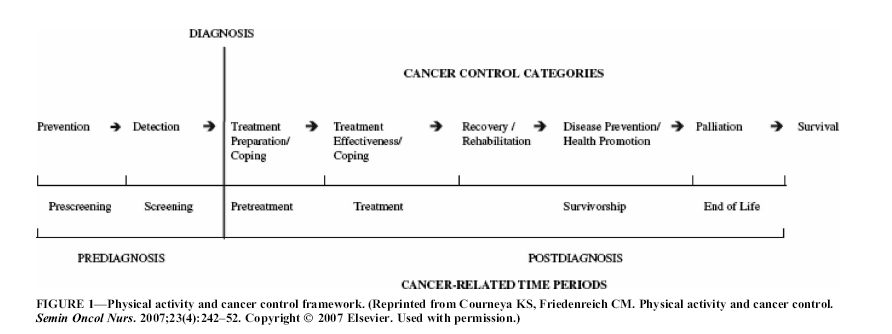 DIAGNOSIS
CANCER CONTROL CATEGORIES
Prevention → Detection → Treatment Preparation/ Coping → Treatment Effectiveness/ Coping → Recovery / Rehabilitation → Disease Prevention/ Health Promotion → Palliation → Survival
Prescreening Screening Pretreatment Treatment Survivorship End of Life
PREDIAGNOSIS POSTDIAGNOSIS
CANCER-RELATED TIME PERIODS
FIGURE 1—Physical activity and cancer control framework. (Reprinted from Courneya KS, Friedenreich CM. Physical activity and cancer control.
Semin Oncol Nurs. 2007;23(4):242–52. Copyright © 2007 Elsevier. Used with permission.)